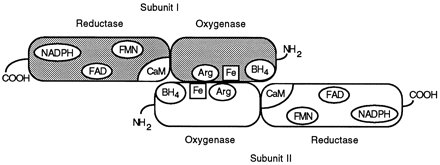 Subunit I
Reductase Oxygenase
NADPH FMN NH2
FAD CaM Arg Fe BH4
COOH
BH4 Fe Arg CaM FAD COOH
NH2 FMN NADPH
Oxygenase Reductase
Subunit II